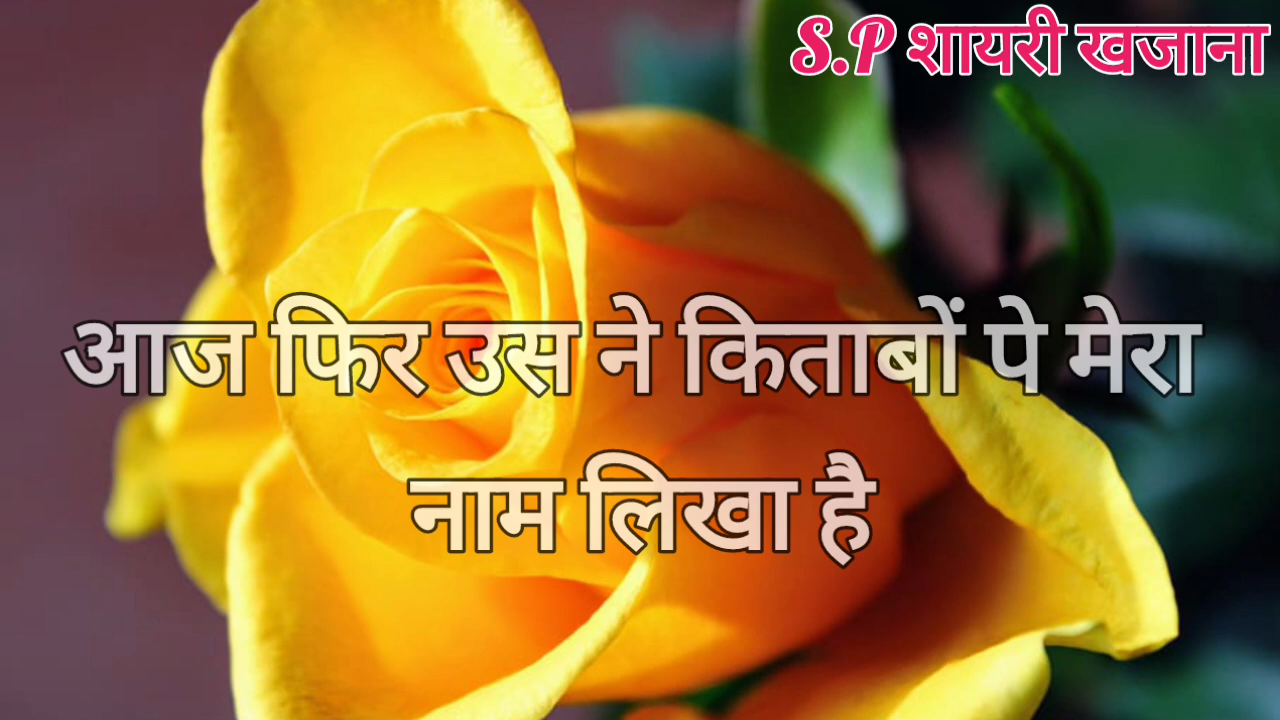 S.P शायरी खजाना
आज फिर उस ने किताबों पे मेरा
नाम लिखा है